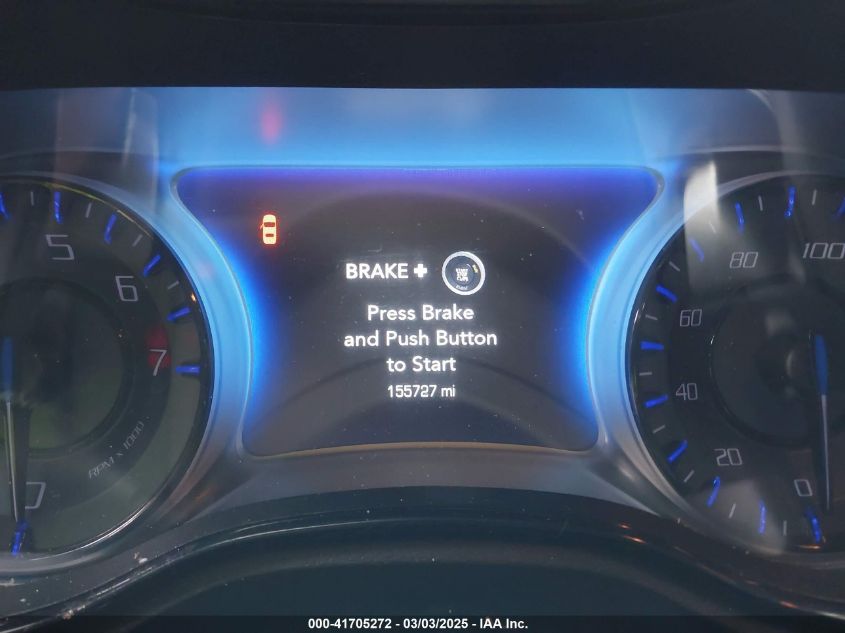 BRAKE +
Press Brake
and Push Button
to Start
155727 mi
5
6
7
RPM x 1000
0
100
80
60
40
20
0
000-41705272 - 03/03/2025 - IAA Inc.